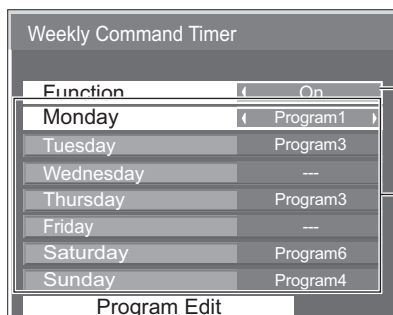 Weekly Command Timer
Function On
Monday Program1
Tuesday Program3
Wednesday ---
Thursday Program3
Friday ---
Saturday Program6
Sunday Program4
Program Edit